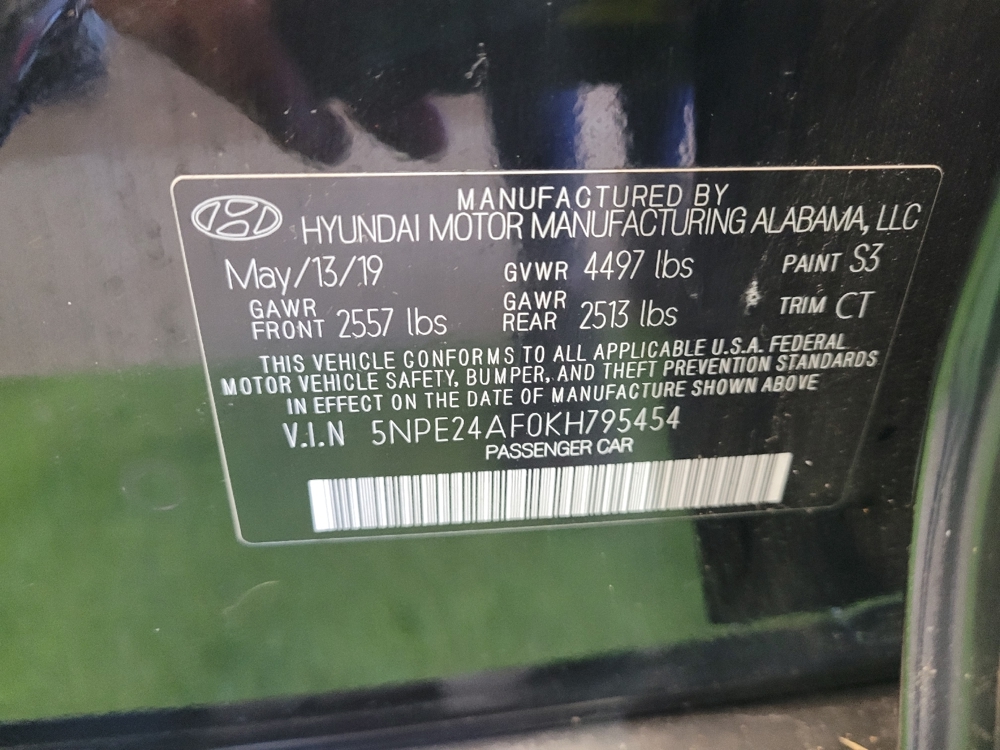 MANUFACTURED BY
HYUNDAI MOTOR MANUFACTURING ALABAMA, LLC
May/13/19 GVWR 4497 lbs PAINT S3
GAWR FRONT 2557 lbs GAWR REAR 2513 lbs TRIM CT
THIS VEHICLE CONFORMS TO ALL APPLICABLE U.S.A. FEDERAL
MOTOR VEHICLE SAFETY, BUMPER, AND THEFT PREVENTION STANDARDS
IN EFFECT ON THE DATE OF MANUFACTURE SHOWN ABOVE
V.I.N 5NPE24AF0KH795454
PASSENGER CAR